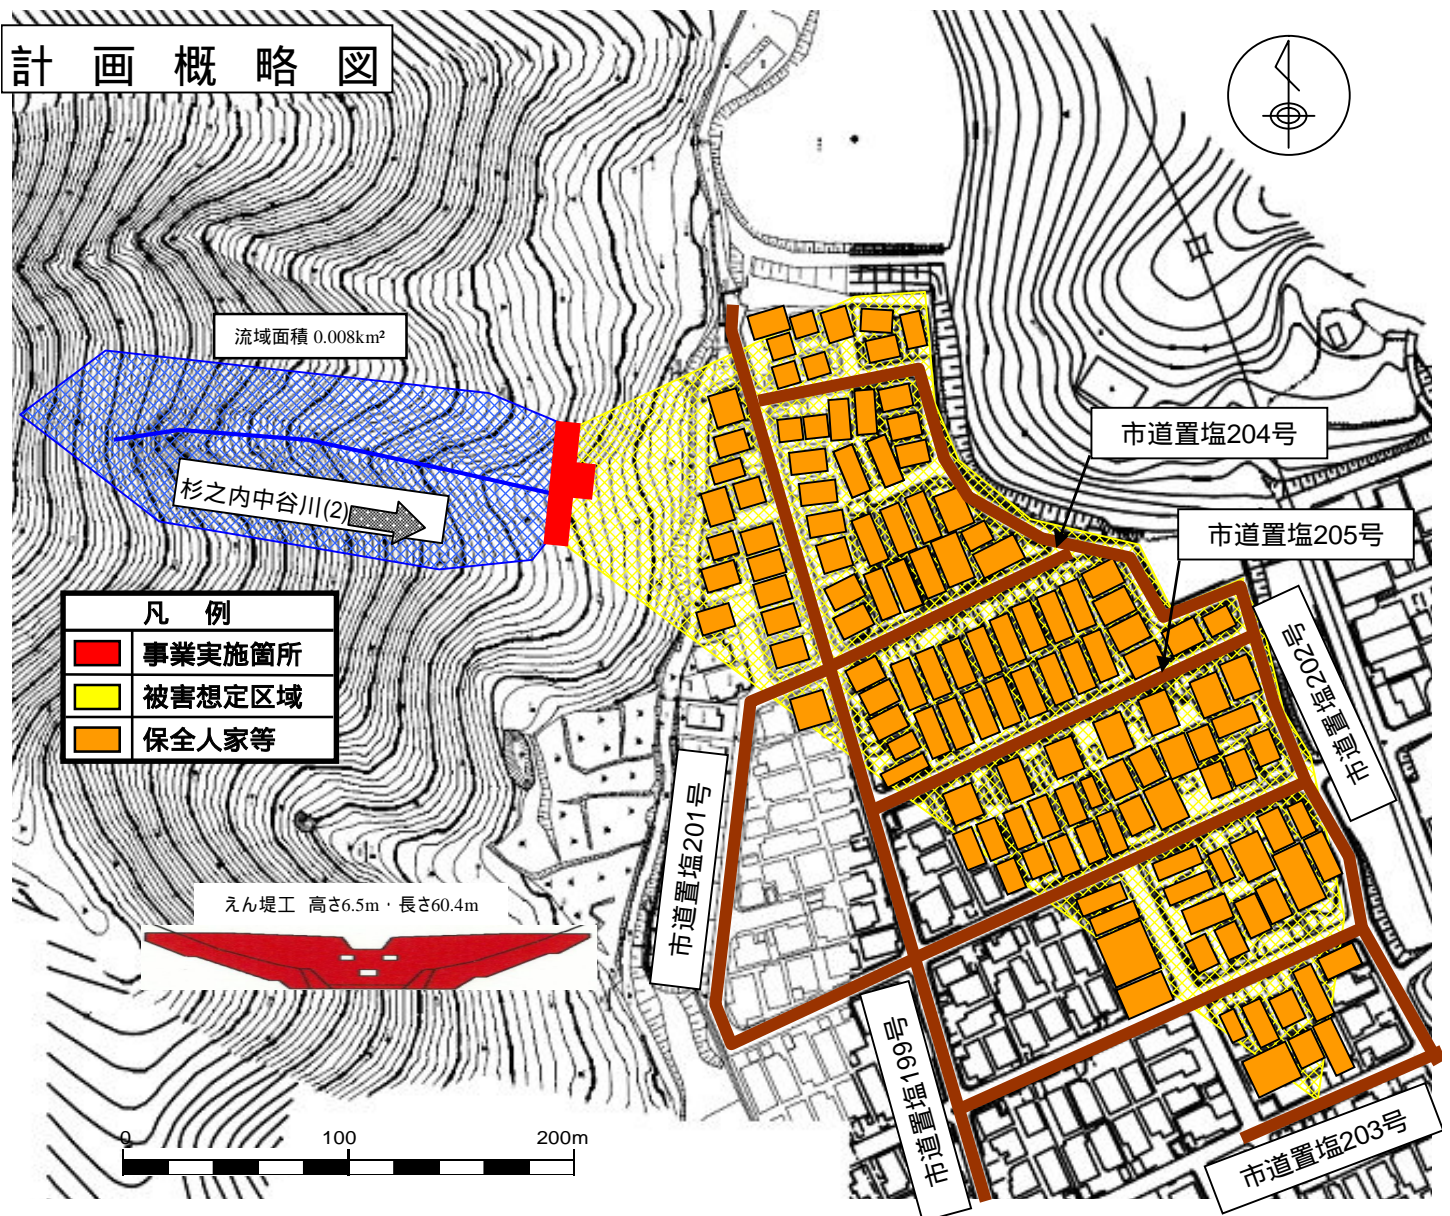 計画概略図
流域面積 0.008km²
市道置塩204号
市道置塩205号
杉之内中谷川(2)
市道置塩202号
凡 例
事業実施箇所
被害想定区域
保全人家等
市道置塩201号
えん堤工 高さ6.5m・長さ60.4m
市道置塩199号
市道置塩203号
0 100 200m